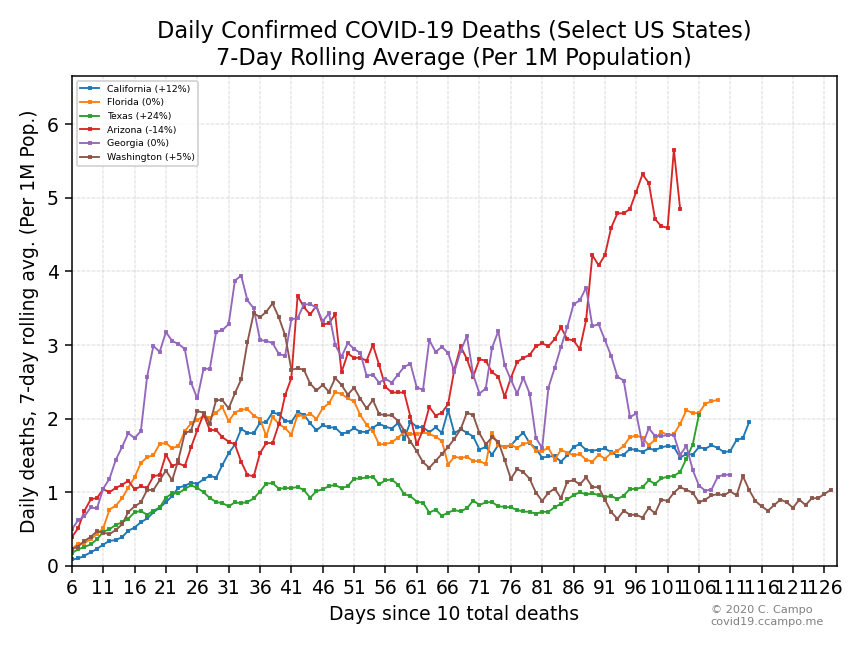 Daily Confirmed COVID-19 Deaths (Select US States)
7-Day Rolling Average (Per 1M Population)
California (+12%)
Florida (0%)
Texas (+24%)
Arizona (-14%)
Georgia (0%)
Washington (+5%)
Daily deaths, 7-day rolling avg. (Per 1M Pop.)
6
5
4
3
2
1
0
6 11 16 21 26 31 36 41 46 51 56 61 66 71 76 81 86 91 96 101 106 111 116 121 126
Days since 10 total deaths
© 2020 C. Campo
covid19.ccampo.me